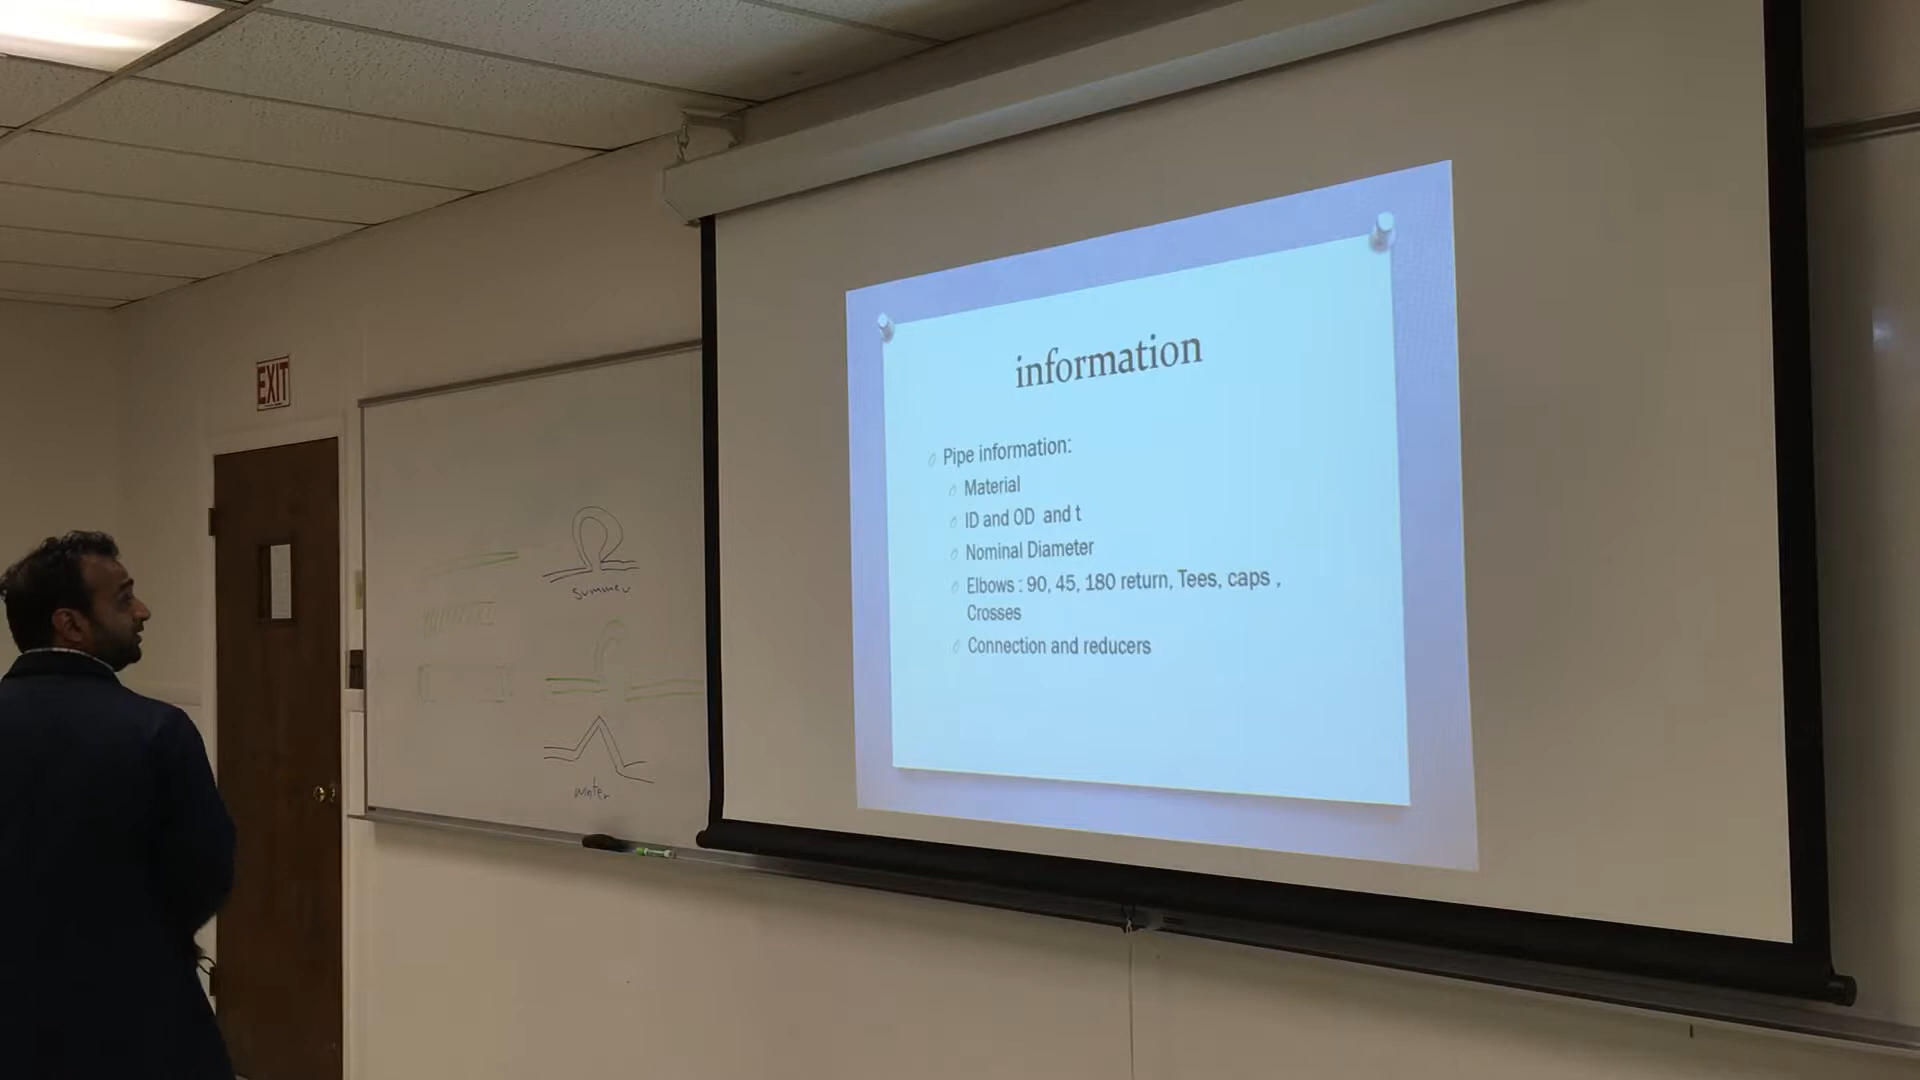 EXIT
summer
winter
information
Pipe information:
Material
ID and OD and t
Nominal Diameter
Elbows : 90, 45, 180 return, Tees, caps ,
Crosses
Connection and reducers